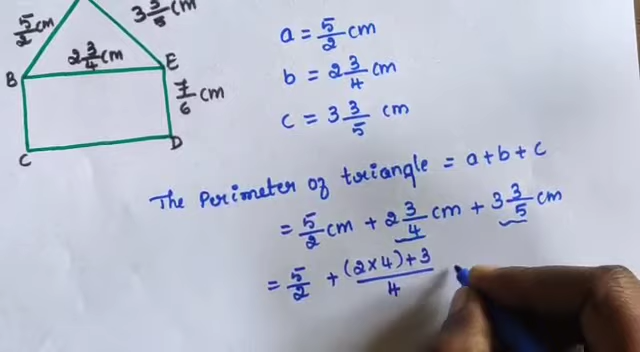 5/2 cm
3 3/5 cm
2 3/4 cm
B
E
7/6 cm
C
D
a = 5/2 cm
b = 2 3/4 cm
c = 3 3/5 cm
The Perimeter of triangle = a+b+c
= 5/2 cm + 2 3/4 cm + 3 3/5 cm
= 5/2 + (2×4)+3/4